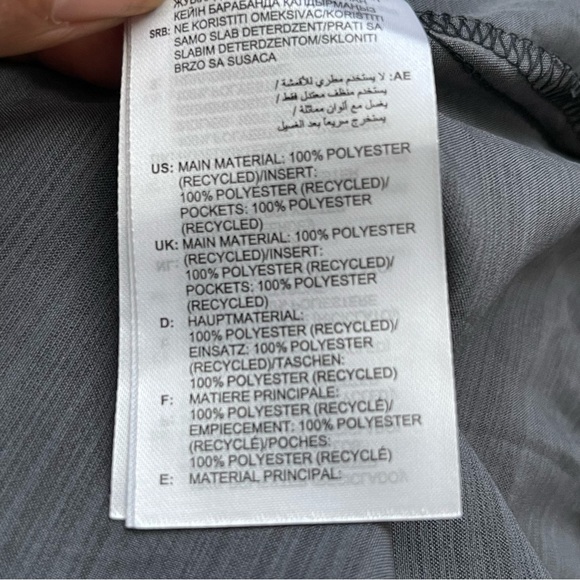 КЕЙІН БАРАБАНДА ҚАЛДЫРМАҢЫЗ
SRB: NE KORISTITI OMEKSIVAC/KORISTITI
SAMO SLAB DETERDZENT/PRATI SA
SLABIM DETERDZENTOM/SKLONITI
BRZO SA SUSACA
AE: لا يستخدم مطري للأقمشة /
يستخدم منظف معتدل فقط /
يغسل مع ألوان مماثلة /
يستخرج سريعا بعد الغسيل
US: MAIN MATERIAL: 100% POLYESTER
(RECYCLED)/INSERT:
100% POLYESTER (RECYCLED)/
POCKETS: 100% POLYESTER
(RECYCLED)
UK: MAIN MATERIAL: 100% POLYESTER
(RECYCLED)/INSERT:
100% POLYESTER (RECYCLED)/
POCKETS: 100% POLYESTER
(RECYCLED)
D: HAUPTMATERIAL:
100% POLYESTER (RECYCLED)/
EINSATZ: 100% POLYESTER
(RECYCLED)/TASCHEN:
100% POLYESTER (RECYCLED)
F: MATIERE PRINCIPALE:
100% POLYESTER (RECYCLÉ)/
EMPIECEMENT: 100% POLYESTER
(RECYCLÉ)/POCHES:
100% POLYESTER (RECYCLÉ)
E: MATERIAL PRINCIPAL: